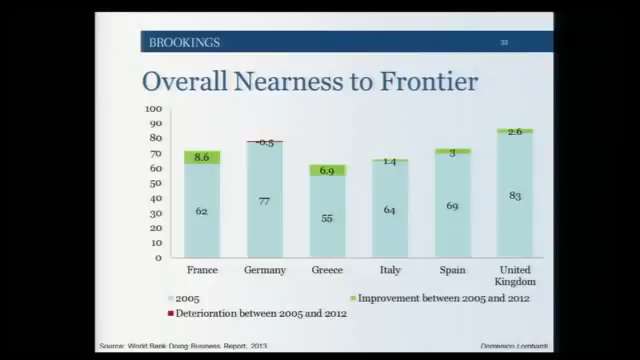 BROOKINGS 33
Overall Nearness to Frontier
100
90
80
70
60
50
40
30
20
10
0
8.6 -0.5 6.9 1.4 3 2.6
62 77 55 64 69 83
France Germany Greece Italy Spain United Kingdom
2005 Improvement between 2005 and 2012
Deterioration between 2005 and 2012
Source: World Bank Doing Business Report, 2013 Domenico Lombardi